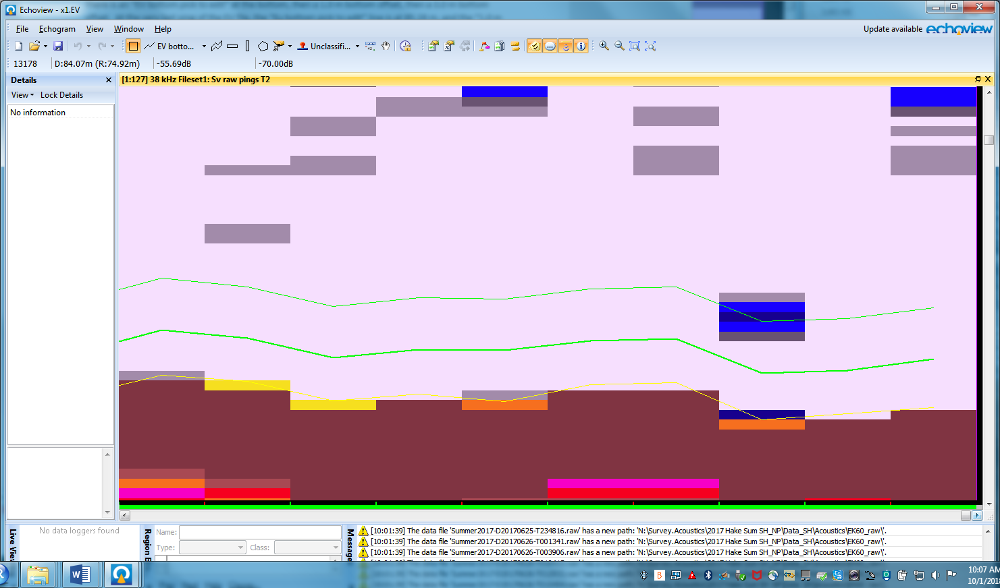 Echoview - x1.EV
File Echogram View Window Help
Update available echoview
EV botto... Unclassifi...
13178 D:84.07m (R:74.92m) -55.69dB -70.00dB
Details
View Lock Details
No information
[1:127] 38 kHz Fileset1: Sv raw pings T2
Live View
No data loggers found
Region
Name:
Type: Class:
Message
[10:01:39] The data file 'Summer2017-D20170625-T234816.raw' has a new path: 'N:\Survey.Acoustics\2017 Hake Sum SH_NP\Data_SH\Acoustics\EK60_raw\'.
[10:01:39] The data file 'Summer2017-D20170626-T001341.raw' has a new path: 'N:\Survey.Acoustics\2017 Hake Sum SH_NP\Data_SH\Acoustics\EK60_raw\'.
[10:01:39] The data file 'Summer2017-D20170626-T003906.raw' has a new path: 'N:\Survey.Acoustics\2017 Hake Sum SH_NP\Data_SH\Acoustics\EK60_raw\'.
10:07 AM
10/1/201